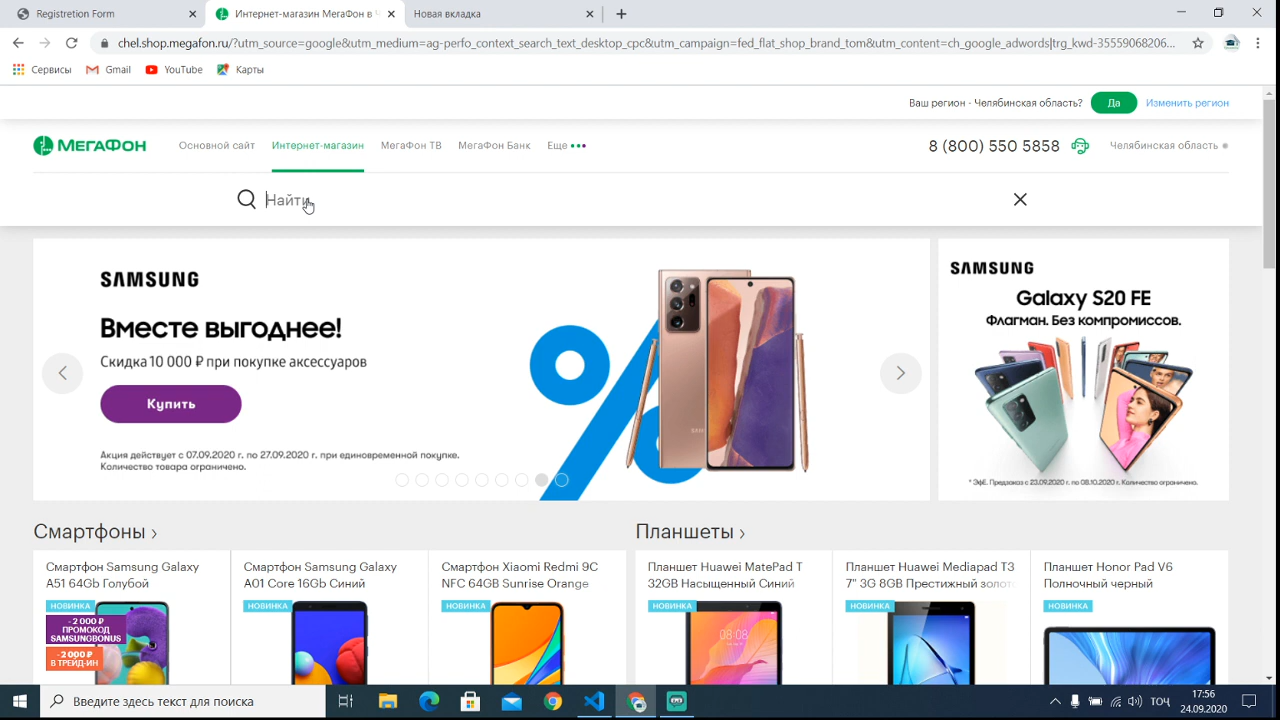 Registretion Form
Интернет-магазин МегаФон в Ч
Новая вкладка
chel.shop.megafon.ru/?utm_source=google&utm_medium=ag-perfo_context_search_text_desktop_cpc&utm_campaign=fed_flat_shop_brand_tom&utm_content=ch_google_adwords|trg_kwd-35559068206...
Сервисы Gmail YouTube Карты
Ваш регион - Челябинская область? Да Изменить регион
МЕГАФОН Основной сайт Интернет-магазин МегаФон ТВ МегаФон Банк Еще 8 (800) 550 5858 Челябинская область
Найти
SAMSUNG
Вместе выгоднее!
Скидка 10 000 ₽ при покупке аксессуаров
Купить
Акция действует с 07.09.2020 г. по 27.09.2020 г. при единовременной покупке.
Количество товара ограничено.
SAMSUNG
Galaxy S20 FE
Флагман. Без компромиссов.
* ЭфЕ. Предзаказ с 23.09.2020 г. по 08.10.2020 г. Количество ограничено.
Смартфоны ›
Смартфон Samsung Galaxy
A51 64Gb Голубой
НОВИНКА
- 2 000 ₽
ПРОМОКОД
SAMSUNGBONUS
-2 000 ₽
В ТРЕЙД-ИН
Смартфон Samsung Galaxy
A01 Core 16Gb Синий
НОВИНКА
Смартфон Xiaomi Redmi 9C
NFC 64GB Sunrise Orange
НОВИНКА
Планшеты ›
Планшет Huawei MatePad T
32GB Насыщенный Синий
НОВИНКА
08:08
Планшет Huawei Mediapad T3
7" 3G 8GB Престижный золот
НОВИНКА
Планшет Honor Pad V6
Полночный черный
НОВИНКА
Введите здесь текст для поиска
ТОЧ
17:56
24.09.2020